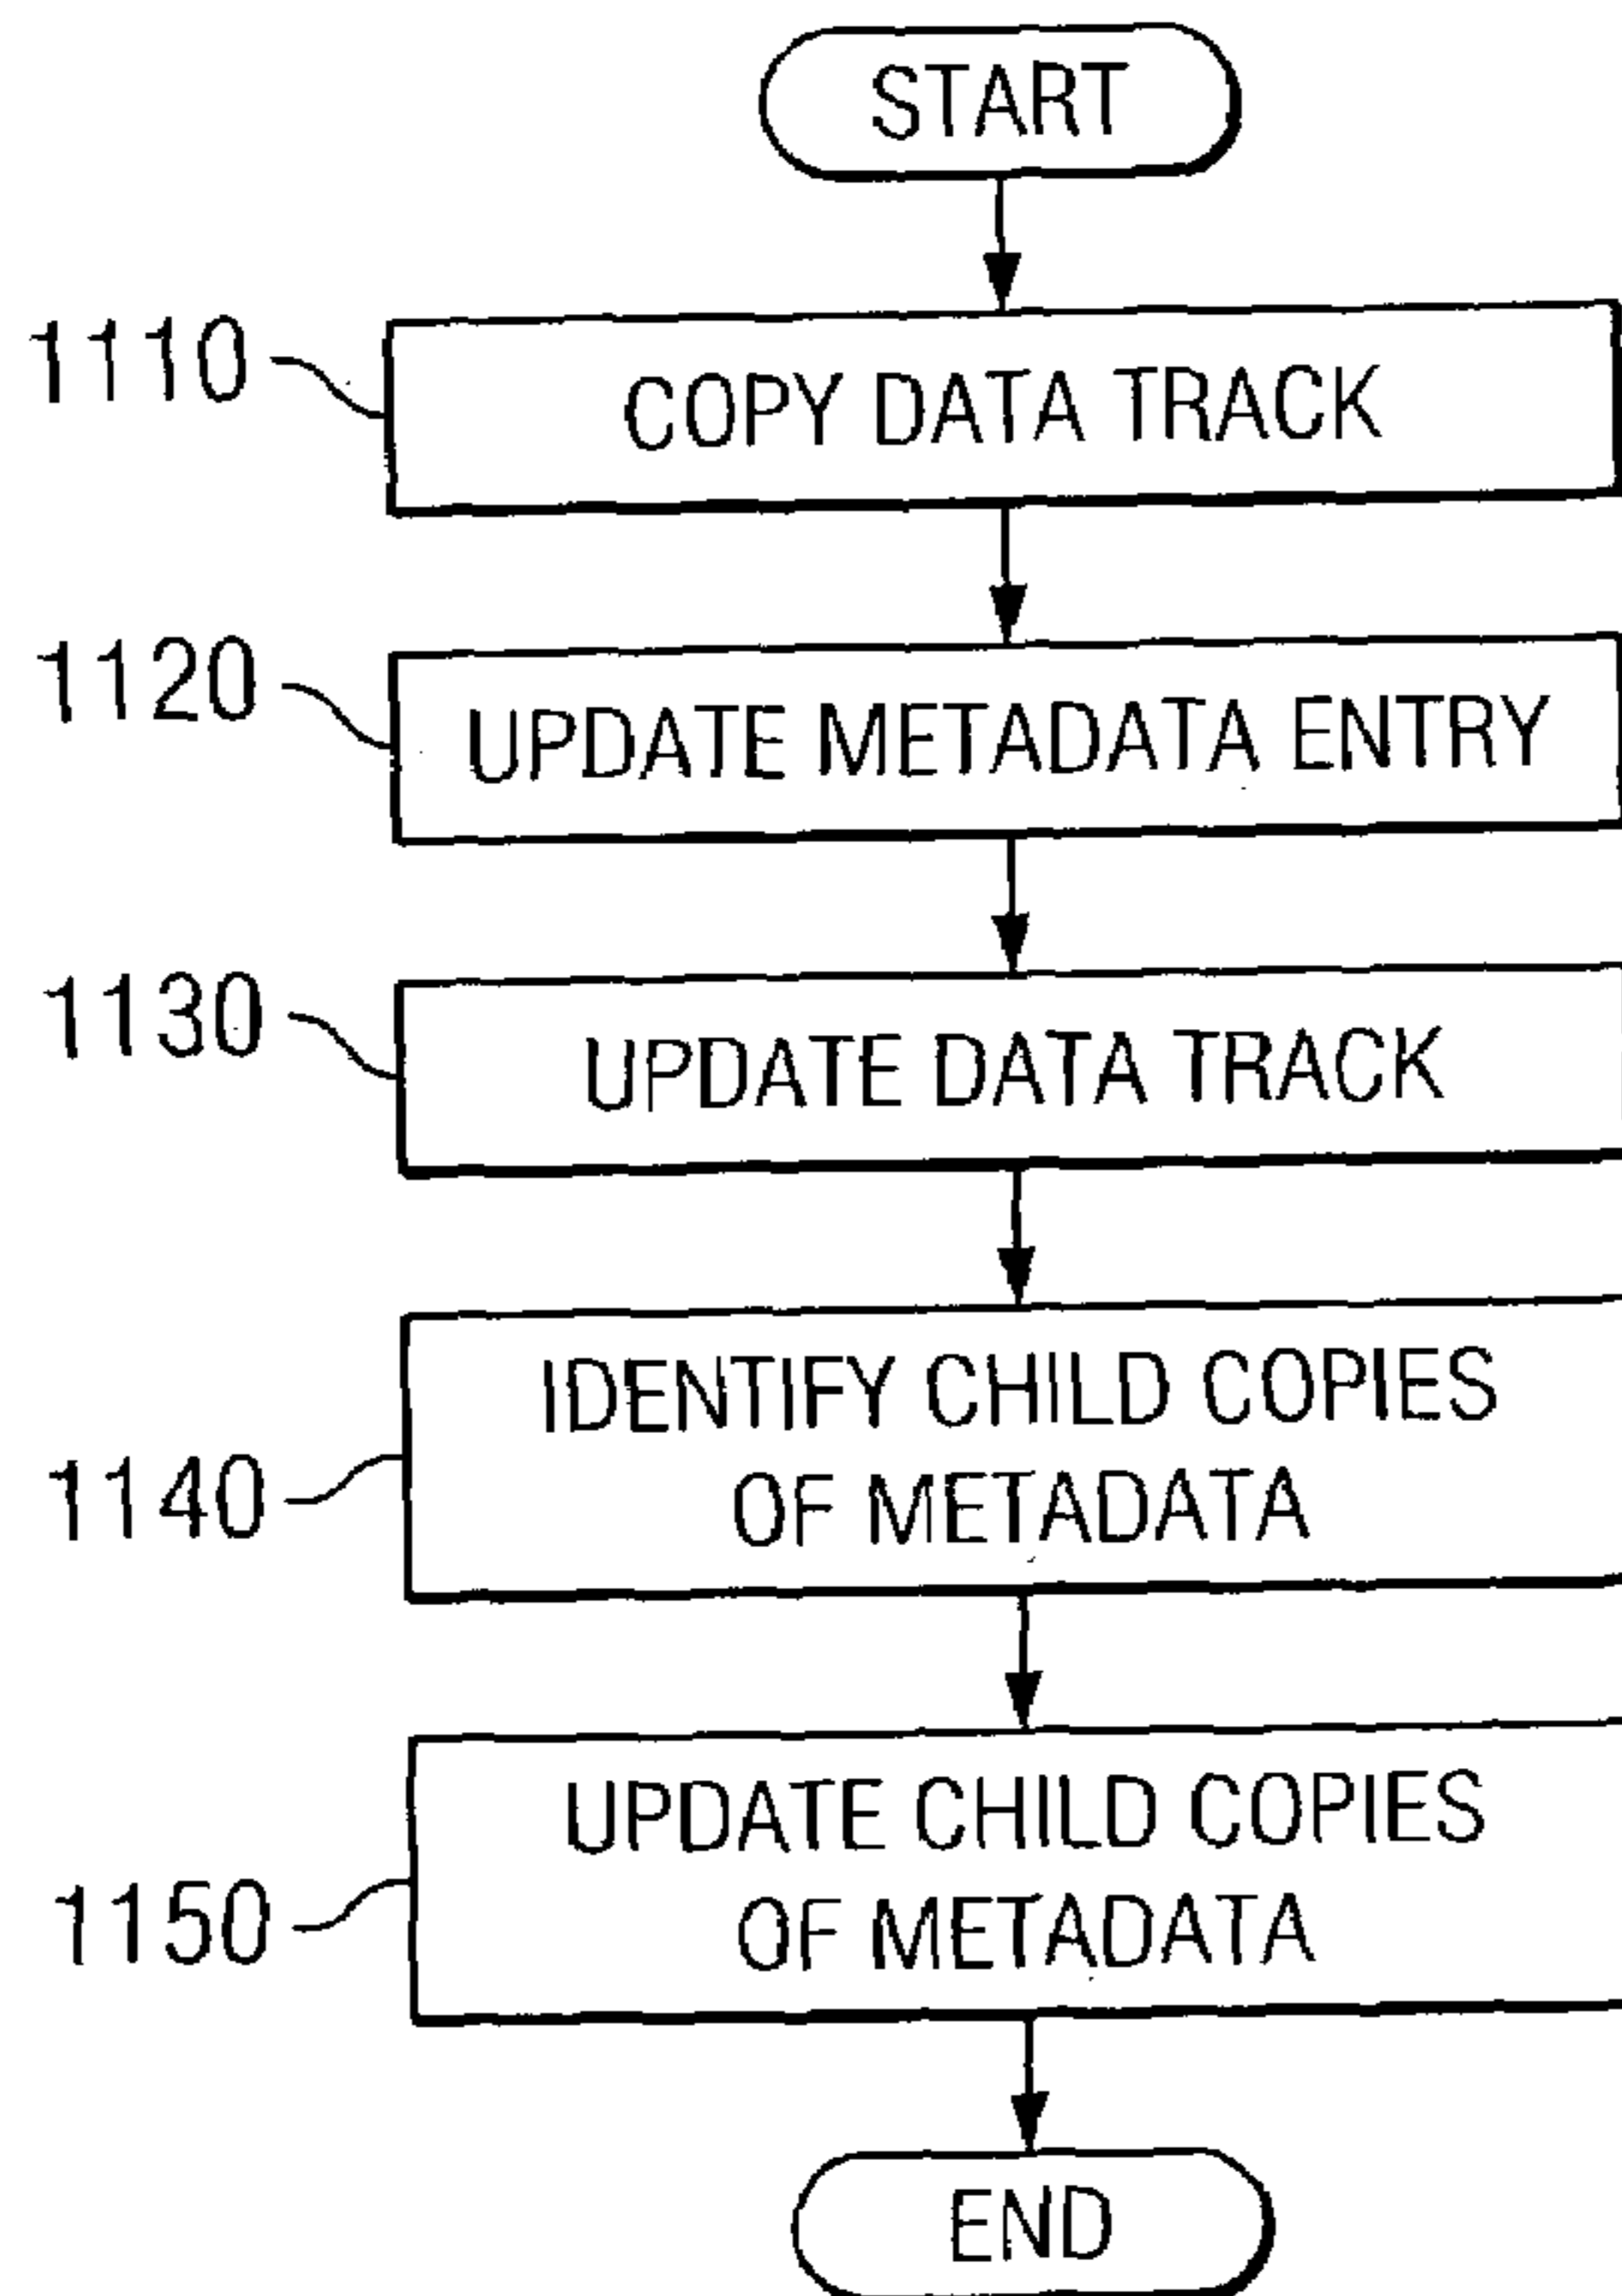 START
1110
COPY DATA TRACK
1120
UPDATE METADATA ENTRY
1130
UPDATE DATA TRACK
IDENTIFY CHILD COPIES
OF METADATA
1140
UPDATE CHILD COPIES
OF METADATA
1150
END